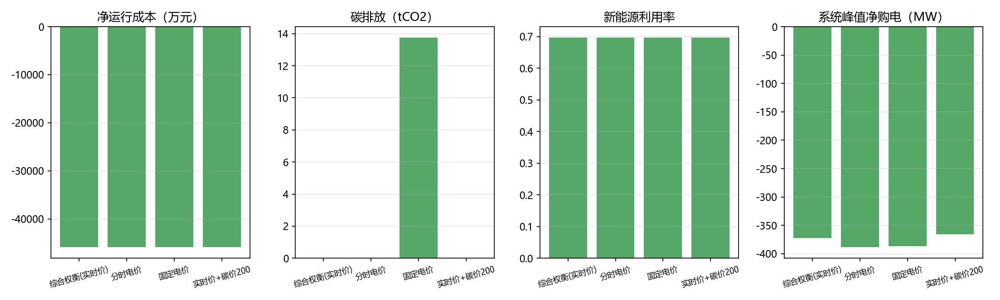 净运行成本（万元）
0
-10000
-20000
-30000
-40000
综合权衡(实时价)
分时电价
固定电价
实时价+碳价200
碳排放（tCO2）
14
12
10
8
6
4
2
0
综合权衡(实时价)
分时电价
固定电价
实时价+碳价200
新能源利用率
0.7
0.6
0.5
0.4
0.3
0.2
0.1
0.0
综合权衡(实时价)
分时电价
固定电价
实时价+碳价200
系统峰值净购电（MW）
0
-50
-100
-150
-200
-250
-300
-350
-400
综合权衡(实时价)
分时电价
固定电价
实时价+碳价200